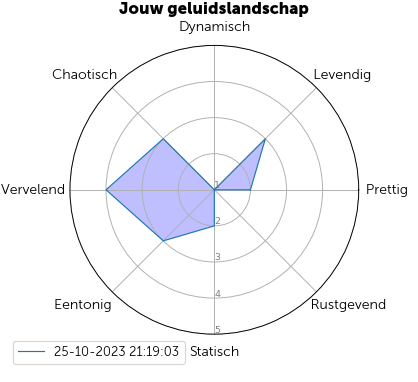 Jouw geluidslandschap
Dynamisch
Chaotisch
Levendig
Vervelend
1
Prettig
2
3
Eentonig
4
Rustgevend
5
25-10-2023 21:19:03
Statisch